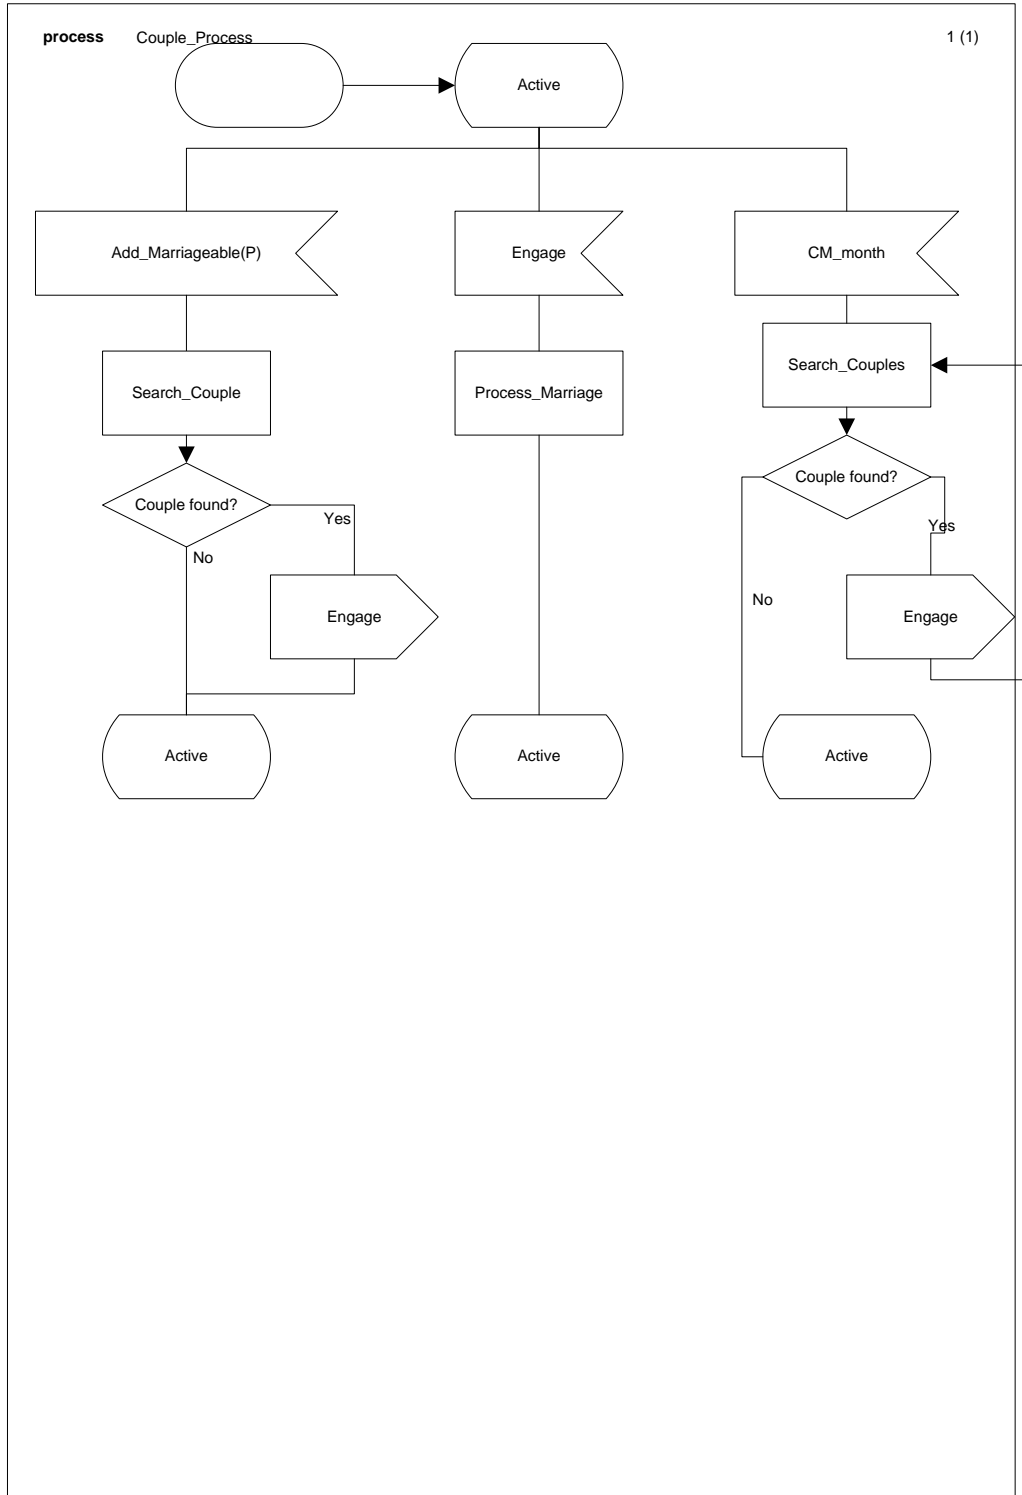 process Couple_Process 1 (1)
Active
Add_Marriageable(P) Engage CM_month
Search_Couple Process_Marriage Search_Couples
Couple found? Couple found?
Yes Yes
No
No
Engage Engage
Active Active Active